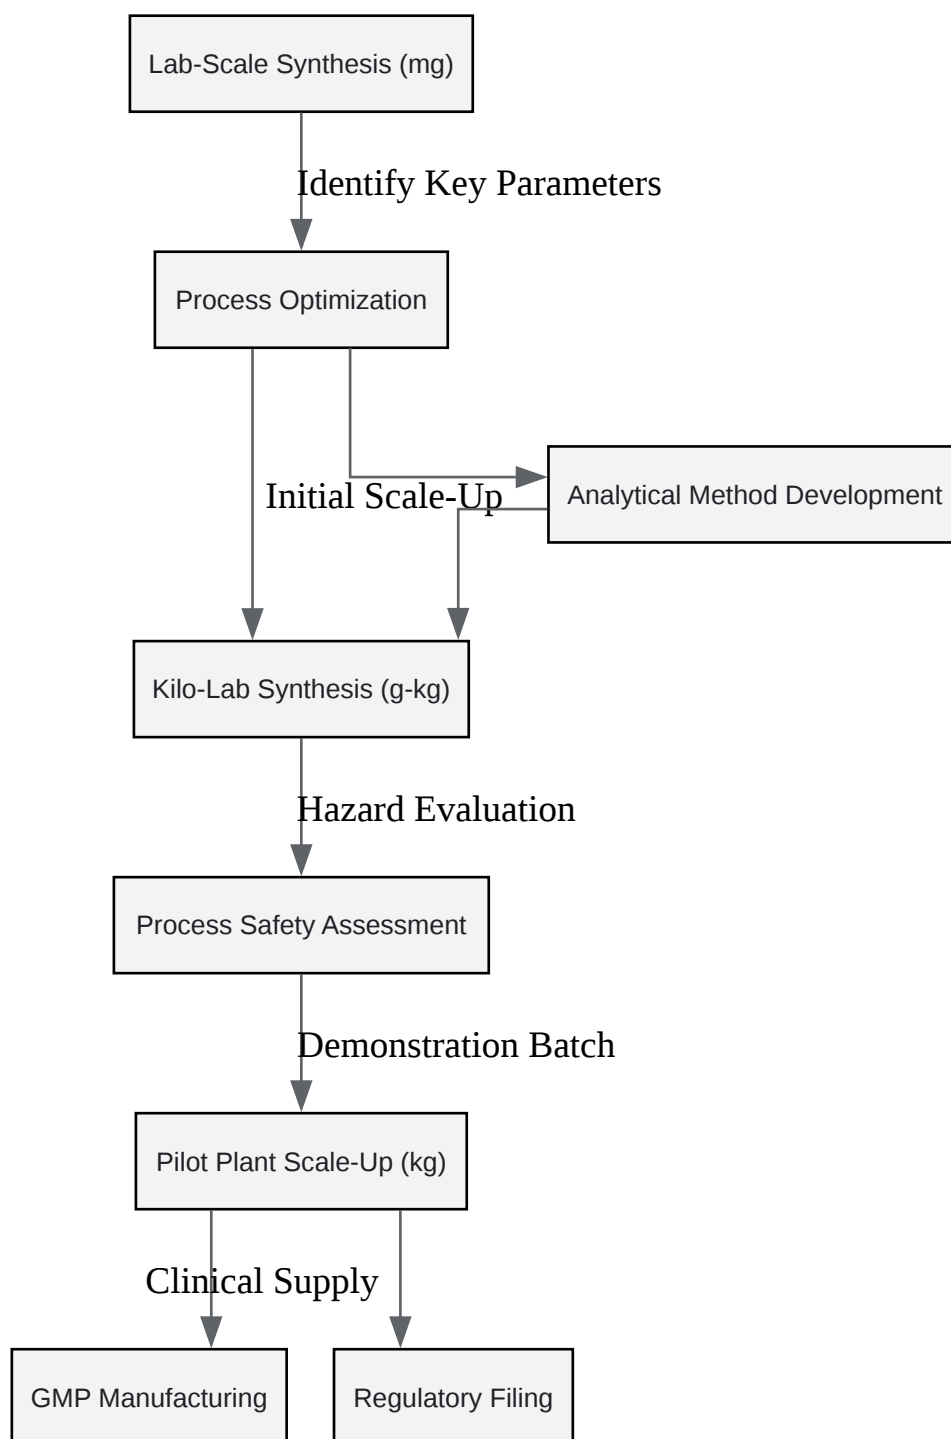 Lab-Scale Synthesis (mg)
Identify Key Parameters
Process Optimization
Initial Scale-Up
Analytical Method Development
Kilo-Lab Synthesis (g-kg)
Hazard Evaluation
Process Safety Assessment
Demonstration Batch
Pilot Plant Scale-Up (kg)
Clinical Supply
GMP Manufacturing
Regulatory Filing